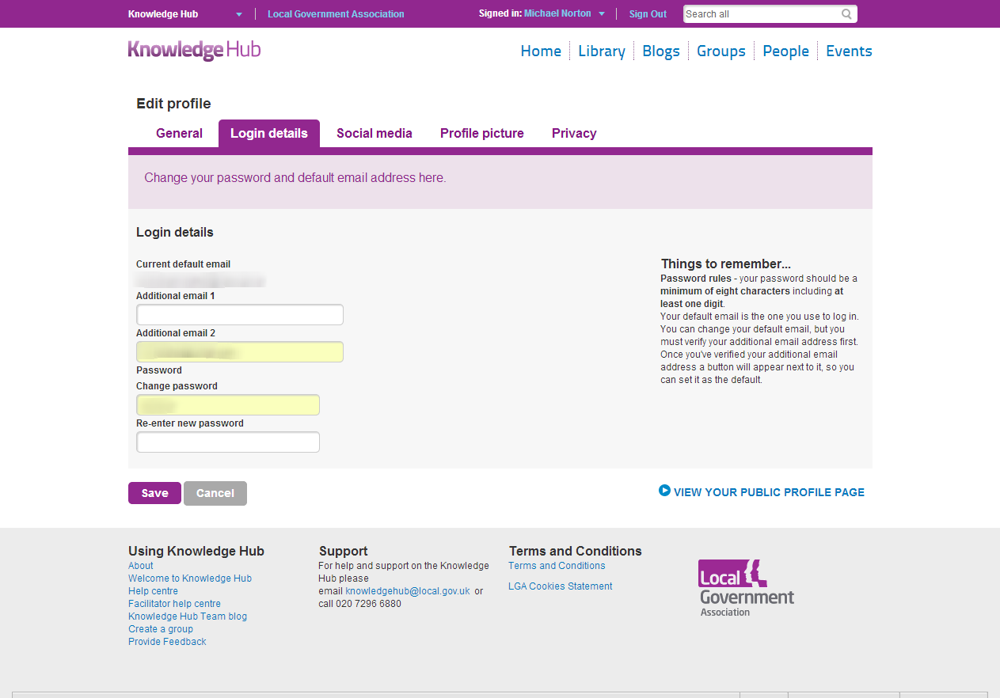 Knowledge Hub
Local Government Association
Signed in: Michael Norton
Sign Out
Search all
Knowledge Hub
Home
Library
Blogs
Groups
People
Events
Edit profile
General
Login details
Social media
Profile picture
Privacy
Change your password and default email address here.
Login details
Current default email
Additional email 1
Additional email 2
Password
Change password
Re-enter new password
Things to remember...
Password rules - your password should be a
minimum of eight characters including at
least one digit.
Your default email is the one you use to log in.
You can change your default email, but you
must verify your additional email address first.
Once you've verified your additional email
address a button will appear next to it, so you
can set it as the default.
Save
Cancel
VIEW YOUR PUBLIC PROFILE PAGE
Using Knowledge Hub
About
Welcome to Knowledge Hub
Help centre
Facilitator help centre
Knowledge Hub Team blog
Create a group
Provide Feedback
Support
For help and support on the Knowledge
Hub please
email knowledgehub@local.gov.uk or
call 020 7296 6880
Terms and Conditions
Terms and Conditions
LGA Cookies Statement
Local
Government
Association